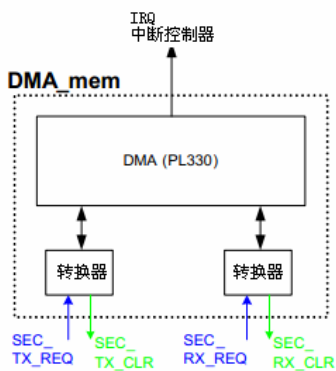 IRQ
中断控制器
DMA_mem
DMA (PL330)
转换器
转换器
SEC_
TX_REQ
SEC_
TX_CLR
SEC_
RX_REQ
SEC_
RX_CLR